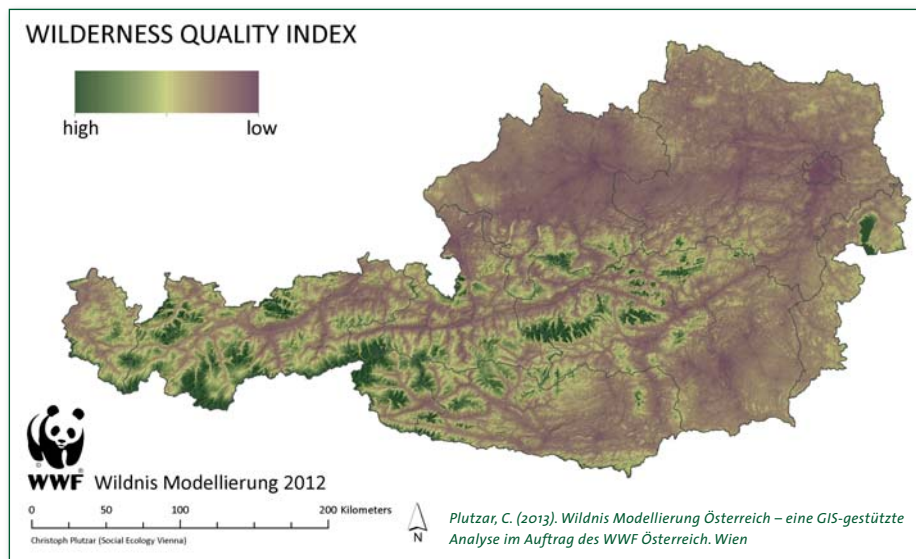 WILDERNESS QUALITY INDEX
high low
WWF Wildnis Modellierung 2012
0 50 100 200 Kilometers
Christoph Plutzar (Social Ecology Vienna)
N
Plutzar, C. (2013). Wildnis Modellierung Österreich – eine GIS-gestützte
Analyse im Auftrag des WWF Österreich. Wien